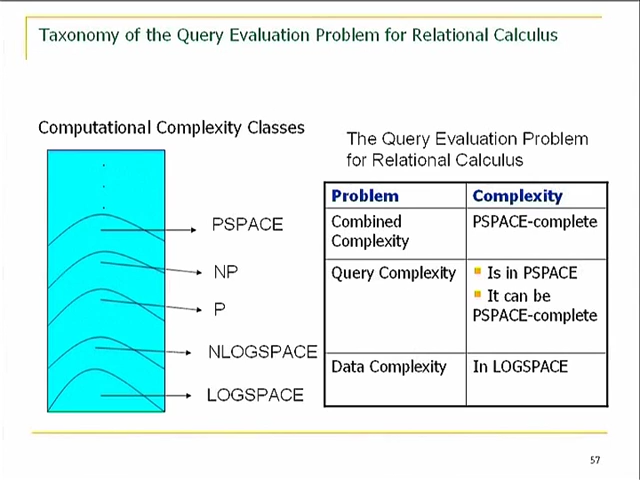 Taxonomy of the Query Evaluation Problem for Relational Calculus
Computational Complexity Classes
PSPACE
NP
P
NLOGSPACE
LOGSPACE
The Query Evaluation Problem
for Relational Calculus
Problem
Complexity
Combined
Complexity
PSPACE-complete
Query Complexity
Is in PSPACE
It can be
PSPACE-complete
Data Complexity
In LOGSPACE
57